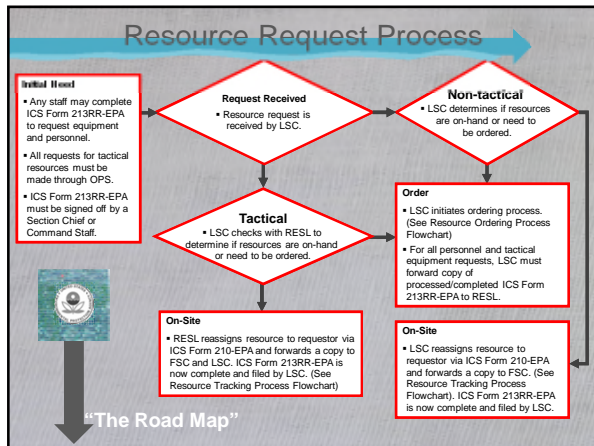 Resource Request Process
Initial Need
▪ Any staff may complete
ICS Form 213RR-EPA
to request equipment
and personnel.
▪ All requests for tactical
resources must be
made through OPS.
▪ ICS Form 213RR-EPA
must be signed off by a
Section Chief or
Command Staff.
Request Received
▪ Resource request is
received by LSC.
Non-tactical
▪ LSC determines if resources
are on-hand or need to
be ordered.
Tactical
▪ LSC checks with RESL to
determine if resources are on-hand
or need to be ordered.
Order
▪ LSC initiates ordering process.
(See Resource Ordering Process
Flowchart)
▪ For all personnel and tactical
equipment requests, LSC must
forward copy of
processed/completed ICS Form
213RR-EPA to RESL.
On-Site
▪ RESL reassigns resource to requestor via
ICS Form 210-EPA and forwards a copy to
FSC and LSC. ICS Form 213RR-EPA is
now complete and filed by LSC. (See
Resource Tracking Process Flowchart)
On-Site
▪ LSC reassigns resource to
requestor via ICS Form 210-EPA
and forwards a copy to FSC. (See
Resource Tracking Process
Flowchart). ICS Form 213RR-EPA
is now complete and filed by LSC.
"The Road Map"